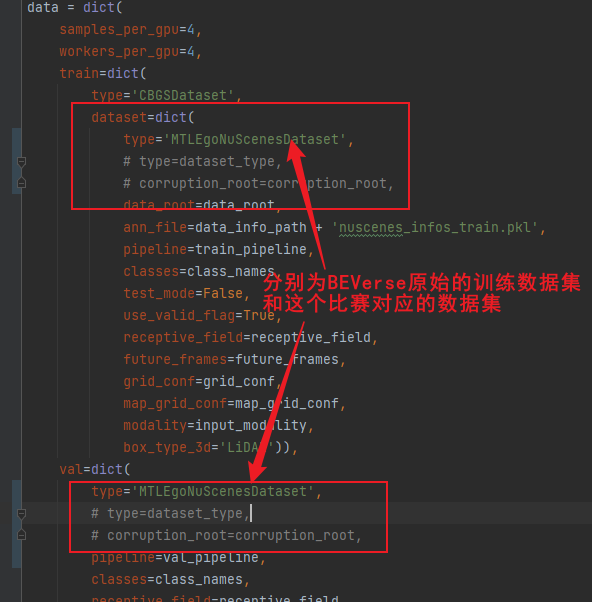 data = dict(
samples_per_gpu=4,
workers_per_gpu=4,
train=dict(
type='CBGSDataset',
dataset=dict(
type='MTLEgoNuScenesDataset',
# type=dataset_type,
# corruption_root=corruption_root,
data_root=data_root,
ann_file=data_info_path + 'nuscenes_infos_train.pkl',
pipeline=train_pipeline,
classes=class_names,
分别为BEVerse原始的训练数据集
test_mode=False,
和这个比赛对应的数据集
use_valid_flag=True,
receptive_field=receptive_field,
future_frames=future_frames,
grid_conf=grid_conf,
map_grid_conf=map_grid_conf,
modality=input_modality,
box_type_3d='LiDAR')),
val=dict(
type='MTLEgoNuScenesDataset',
# type=dataset_type,
# corruption_root=corruption_root,
pipeline=val_pipeline,
classes=class_names,
receptive_field=receptive_field